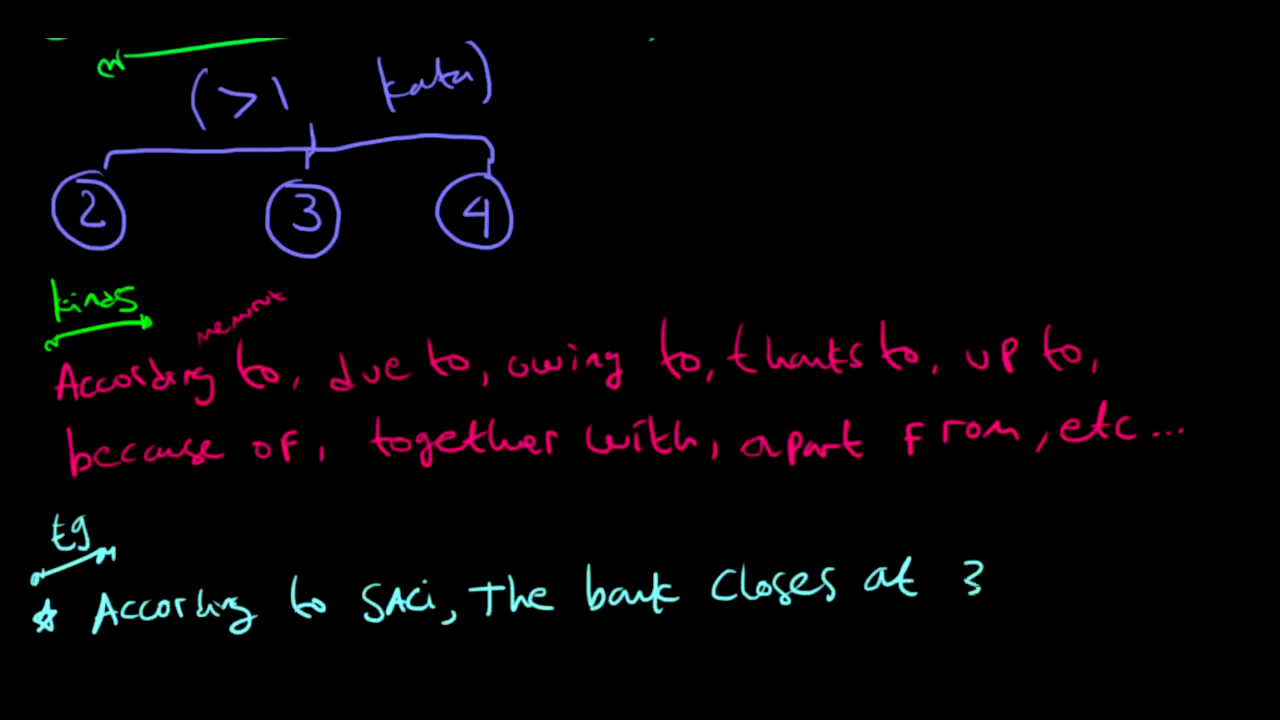 (>1 kata)
2 3 4
kinds
menurut
According to, due to, owing to, thanks to, up to,
because of, together with, apart from, etc...
Eg
* According to SACi, The bank closes at 3